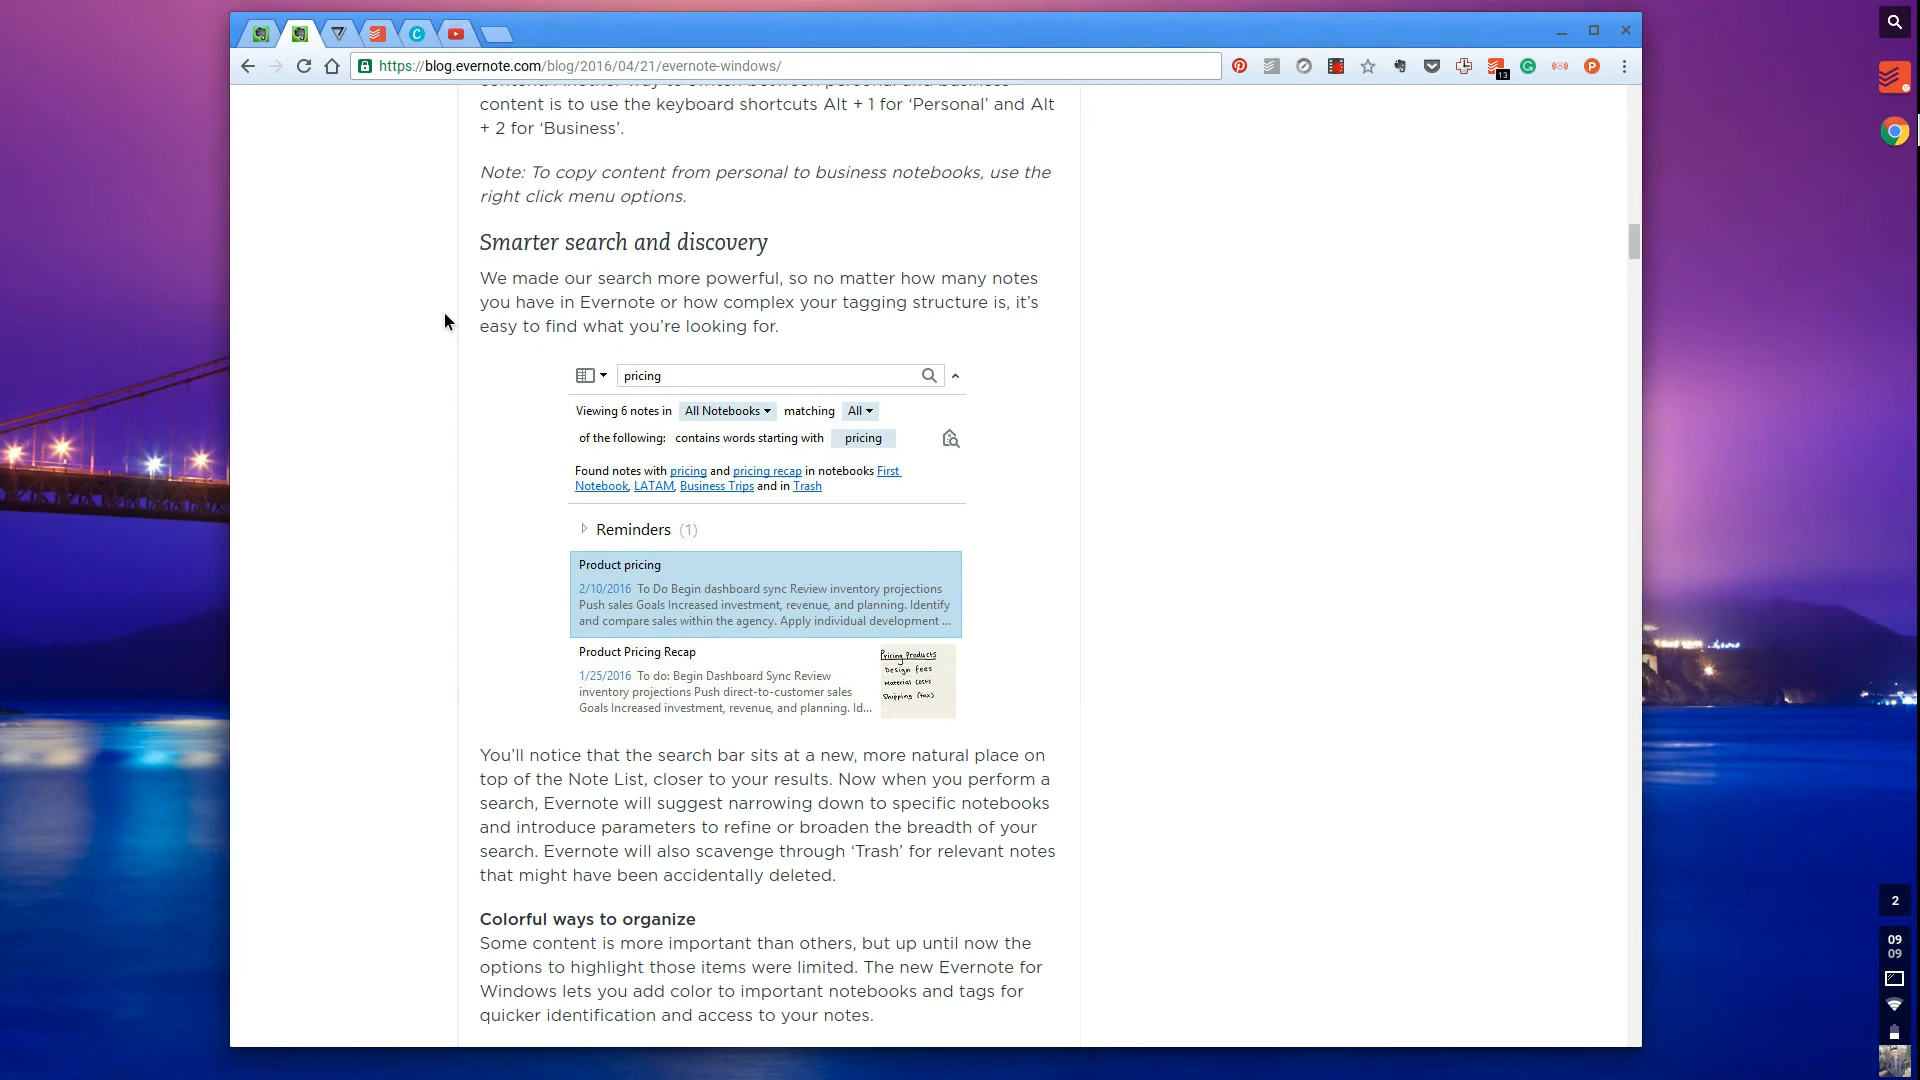 https://blog.evernote.com/blog/2016/04/21/evernote-windows/
13
content is to use the keyboard shortcuts Alt + 1 for ‘Personal’ and Alt
+ 2 for ‘Business’.
Note: To copy content from personal to business notebooks, use the
right click menu options.
Smarter search and discovery
We made our search more powerful, so no matter how many notes
you have in Evernote or how complex your tagging structure is, it’s
easy to find what you’re looking for.
pricing
Viewing 6 notes in All Notebooks matching All
of the following: contains words starting with pricing
Found notes with pricing and pricing recap in notebooks First
Notebook, LATAM, Business Trips and in Trash
Reminders (1)
Product pricing
2/10/2016 To Do Begin dashboard sync Review inventory projections
Push sales Goals Increased investment, revenue, and planning. Identify
and compare sales within the agency. Apply individual development ...
Product Pricing Recap
1/25/2016 To do: Begin Dashboard Sync Review
inventory projections Push direct-to-customer sales
Goals Increased investment, revenue, and planning. Id...
Pricing Products
Design fees
Material costs
Shipping (tax)
You’ll notice that the search bar sits at a new, more natural place on
top of the Note List, closer to your results. Now when you perform a
search, Evernote will suggest narrowing down to specific notebooks
and introduce parameters to refine or broaden the breadth of your
search. Evernote will also scavenge through ‘Trash’ for relevant notes
that might have been accidentally deleted.
Colorful ways to organize
Some content is more important than others, but up until now the
options to highlight those items were limited. The new Evernote for
Windows lets you add color to important notebooks and tags for
quicker identification and access to your notes.
2
09
09